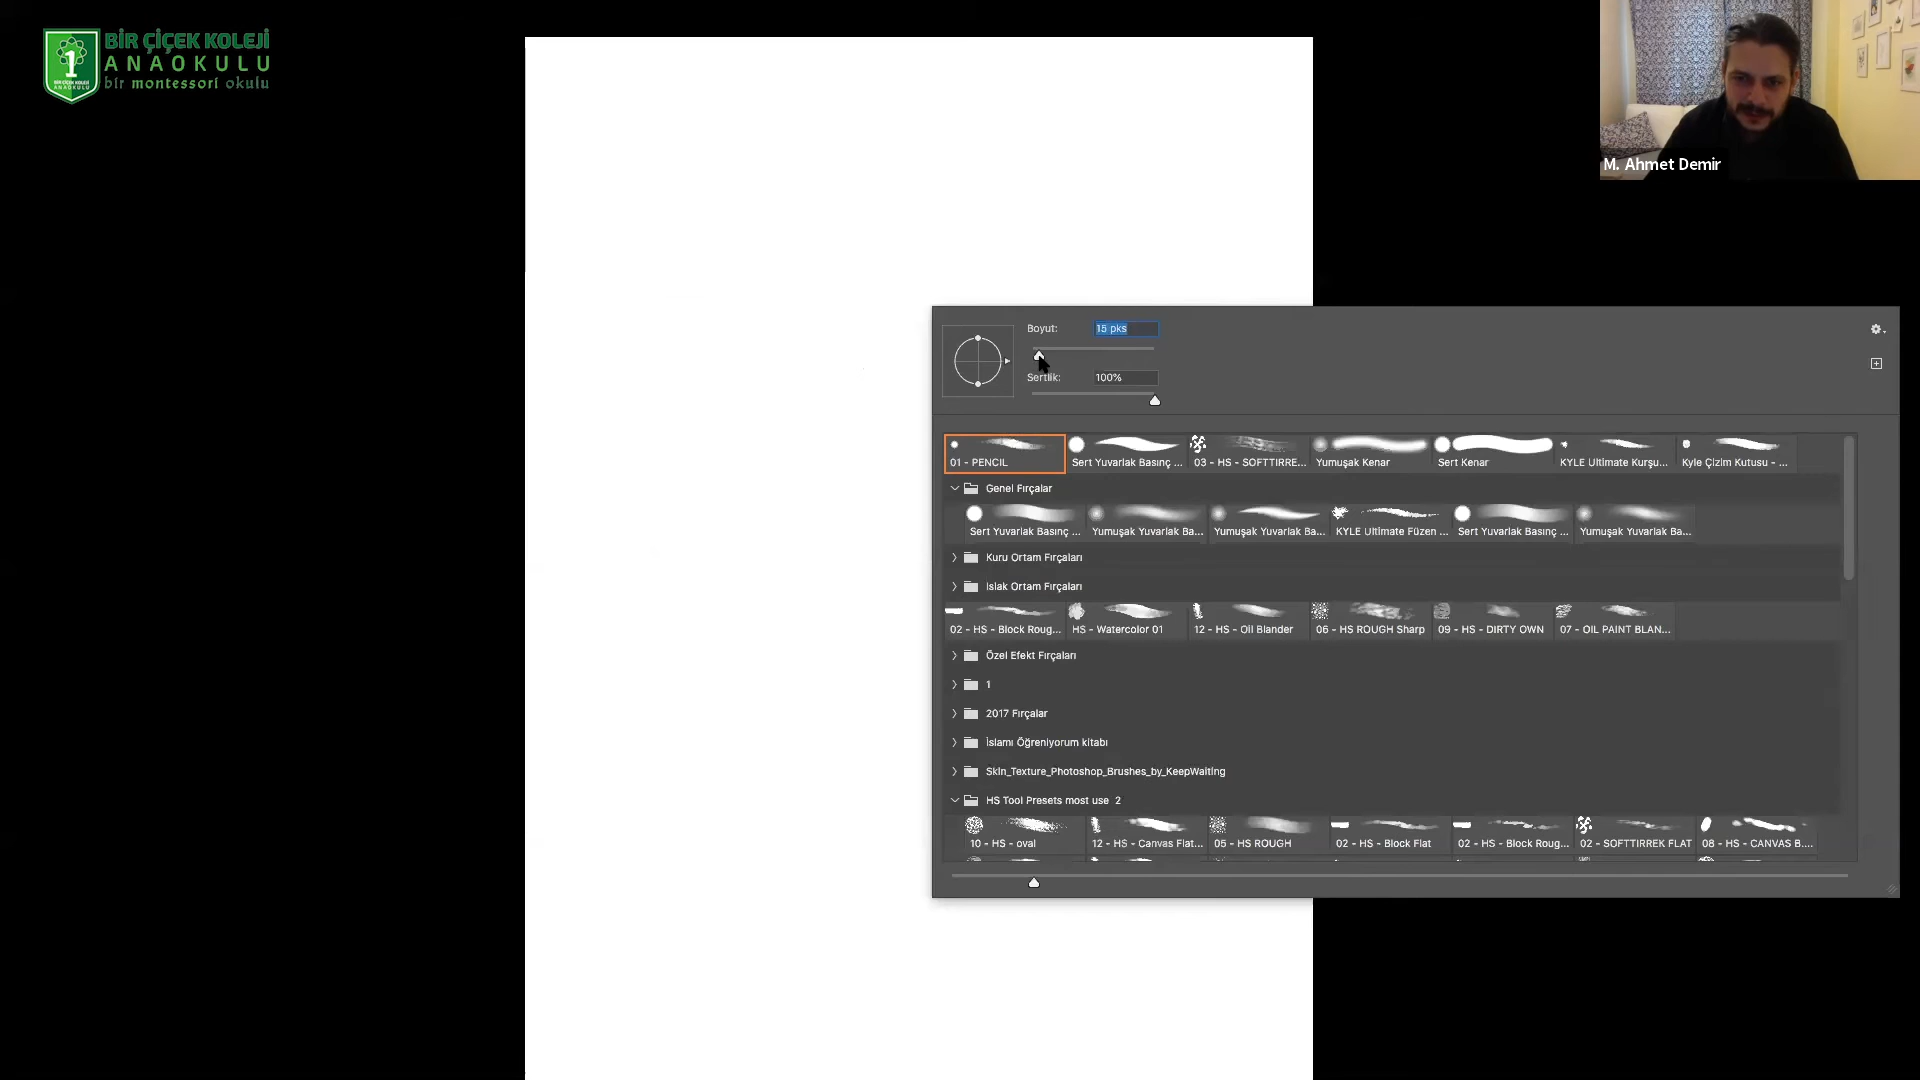 BİR ÇİÇEK KOLEJİ
ANAOKULU
bir montessori okulu
1
BİR ÇİÇEK KOLEJİ
ANAOKULU
M. Ahmet Demir
Boyut: 15 pks
Sertlik: 100%
01 - PENCIL
Sert Yuvarlak Basınç ...
03 - HS - SOFTTIRRE...
Yumuşak Kenar
Sert Kenar
KYLE Ultimate Kurşu...
Kyle Çizim Kutusu - ...
Genel Fırçalar
Sert Yuvarlak Basınç ...
Yumuşak Yuvarlak Ba...
Yumuşak Yuvarlak Ba...
KYLE Ultimate Füzen ...
Sert Yuvarlak Basınç ...
Yumuşak Yuvarlak Ba...
Kuru Ortam Fırçaları
Islak Ortam Fırçaları
02 - HS - Block Roug...
HS - Watercolor 01
12 - HS - Oil Blander
06 - HS ROUGH Sharp
09 - HS - DIRTY OWN
07 - OIL PAINT BLAN...
Özel Efekt Fırçaları
1
2017 Fırçalar
İslamı Öğreniyorum kitabı
Skin_Texture_Photoshop_Brushes_by_KeepWaiting
HS Tool Presets most use 2
10 - HS - oval
12 - HS - Canvas Flat...
05 - HS ROUGH
02 - HS - Block Flat
02 - HS - Block Roug...
02 - SOFTTIRREK FLAT
08 - HS - CANVAS B....